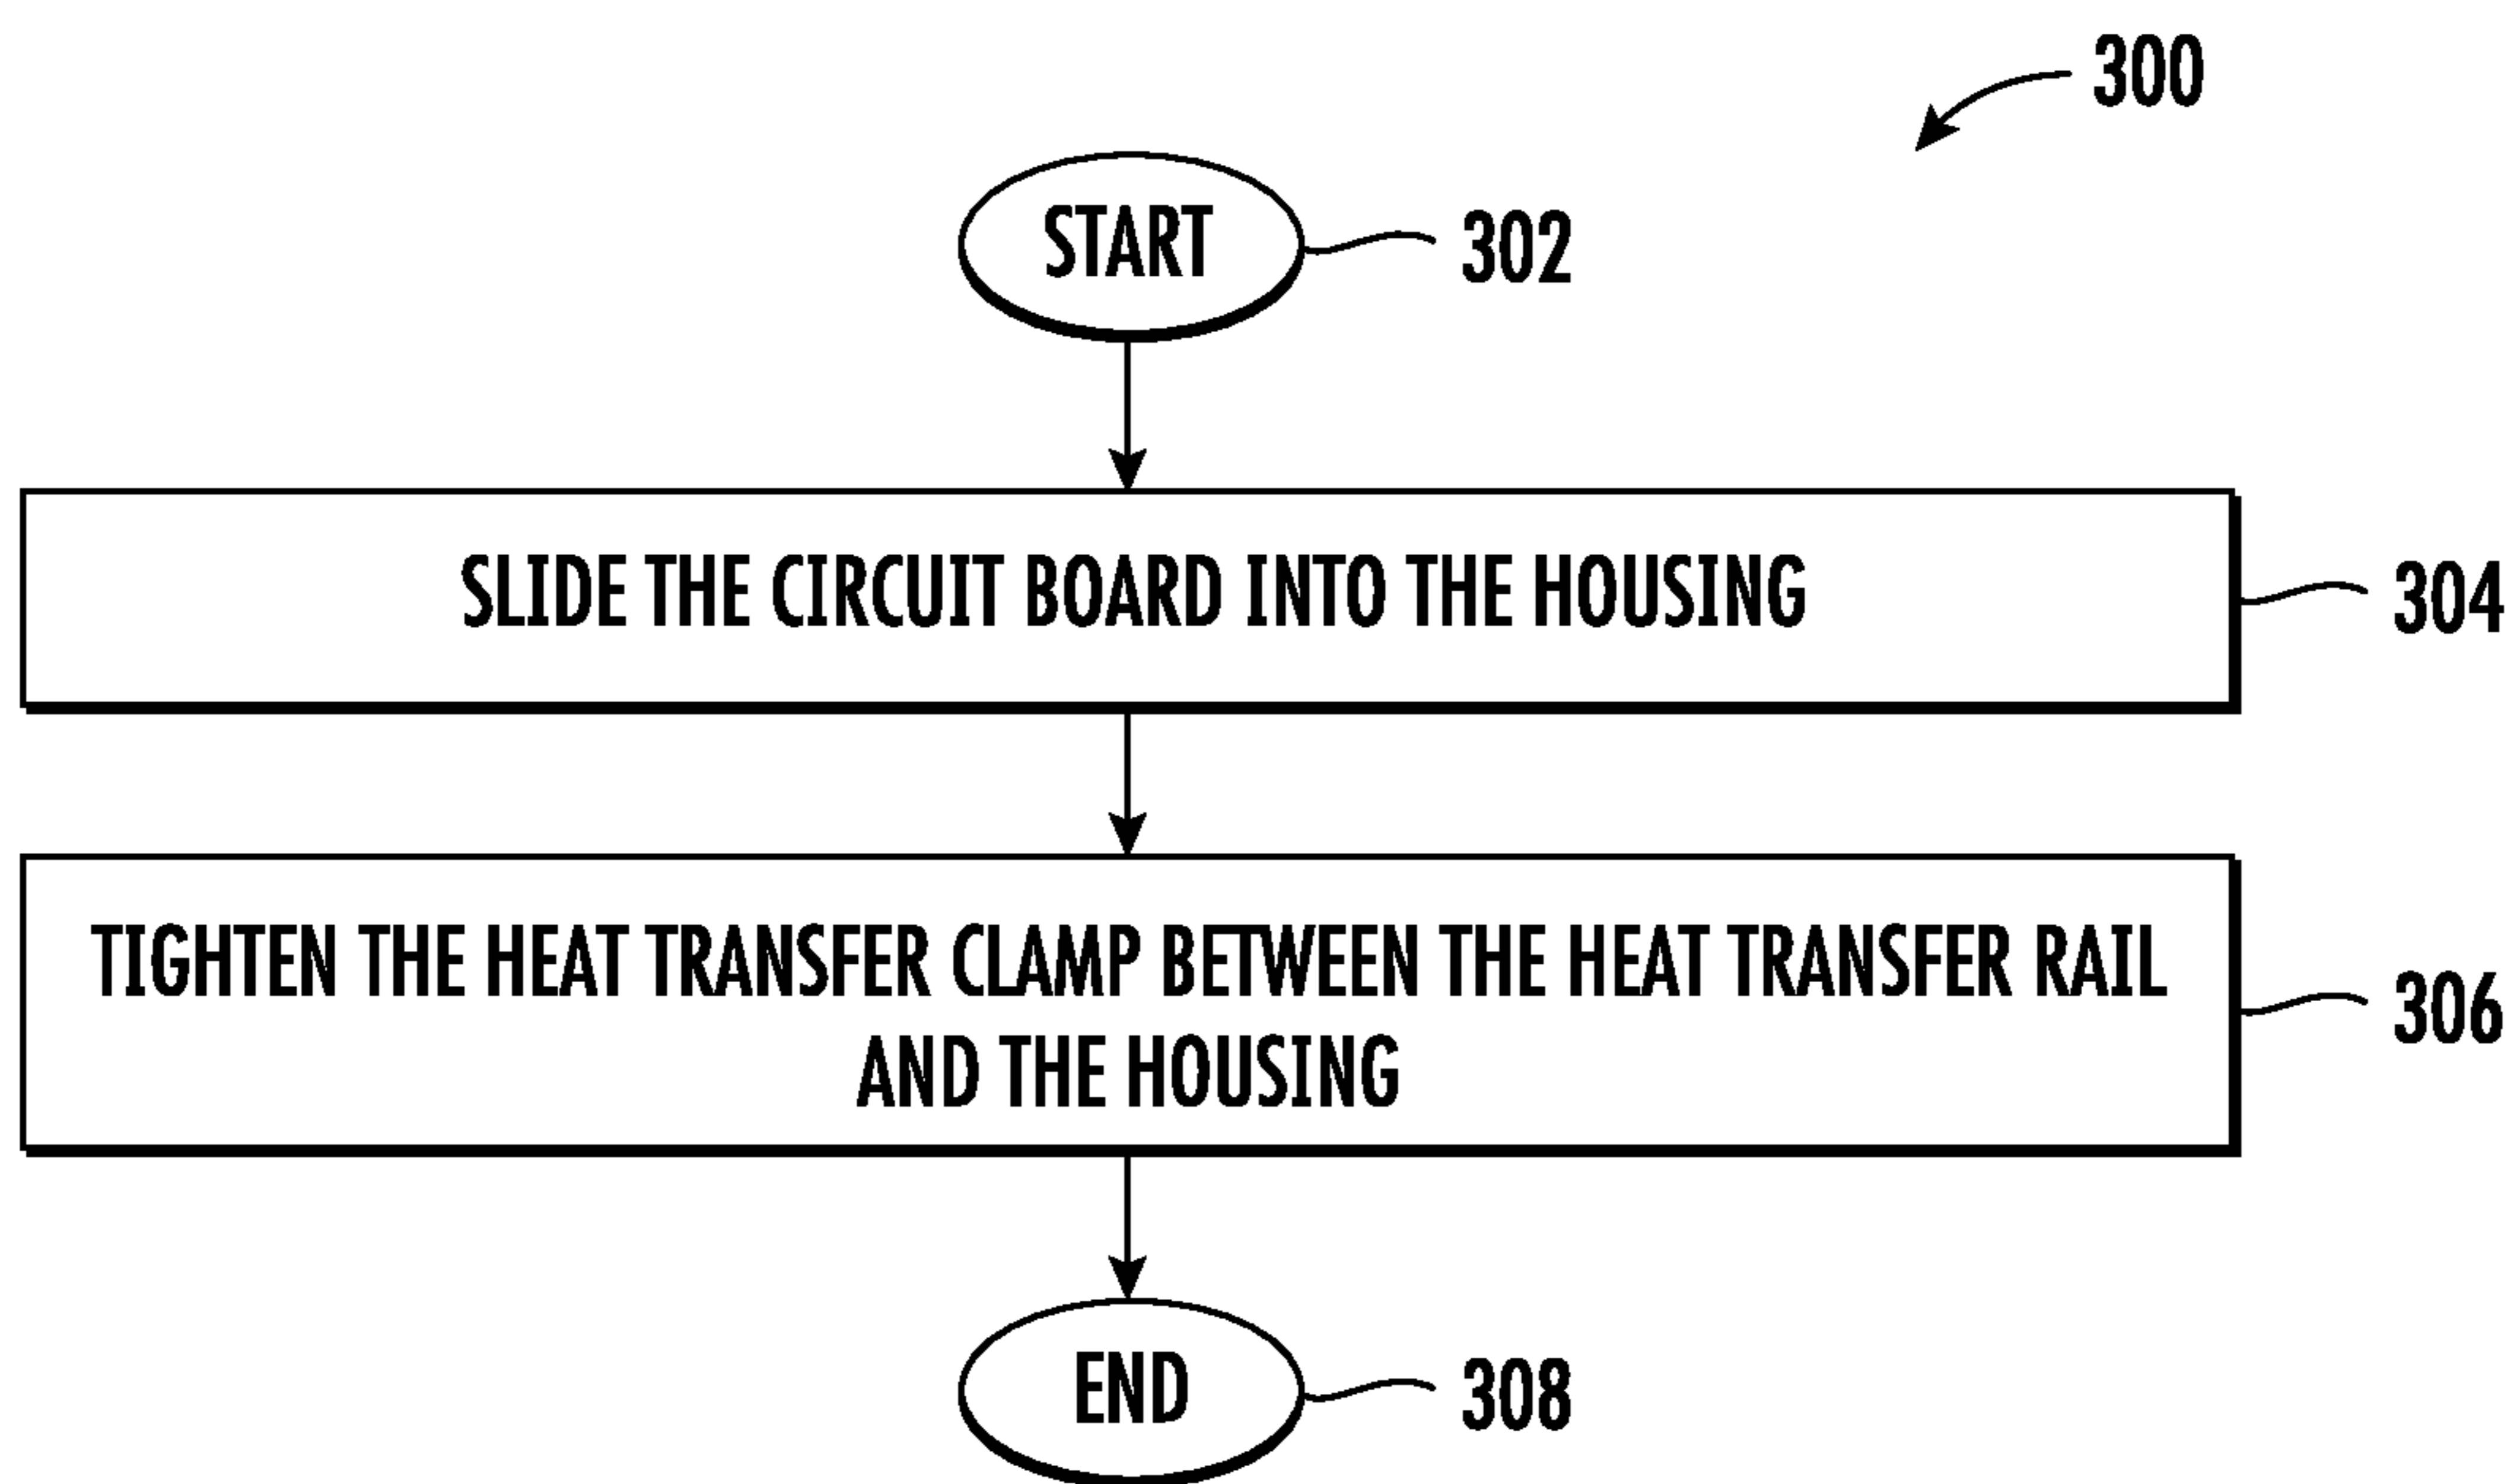 300
START
302
SLIDE THE CIRCUIT BOARD INTO THE HOUSING
304
TIGHTEN THE HEAT TRANSFER CLAMP BETWEEN THE HEAT TRANSFER RAIL
AND THE HOUSING
306
END
308